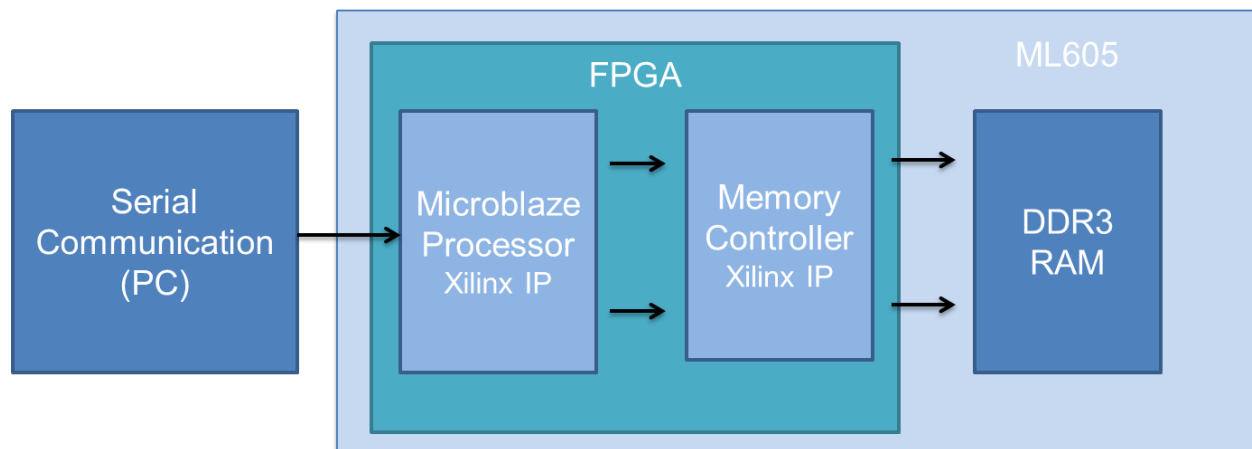 ML605
FPGA
Serial
Communication
(PC)
Microblaze
Processor
Xilinx IP
Memory
Controller
Xilinx IP
DDR3
RAM